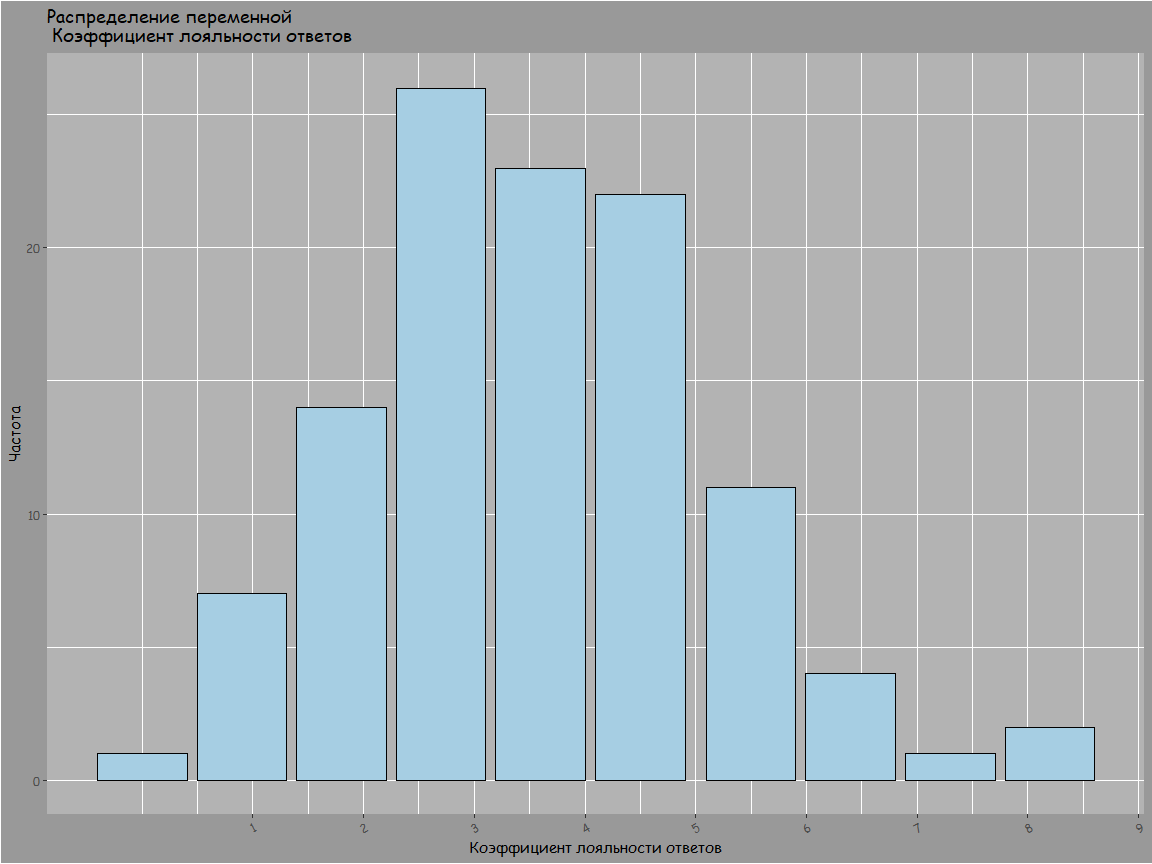 Распределение переменной
Коэффициент лояльности ответов
Частота
20
10
0
1 2 3 4 5 6 7 8 9
Коэффициент лояльности ответов